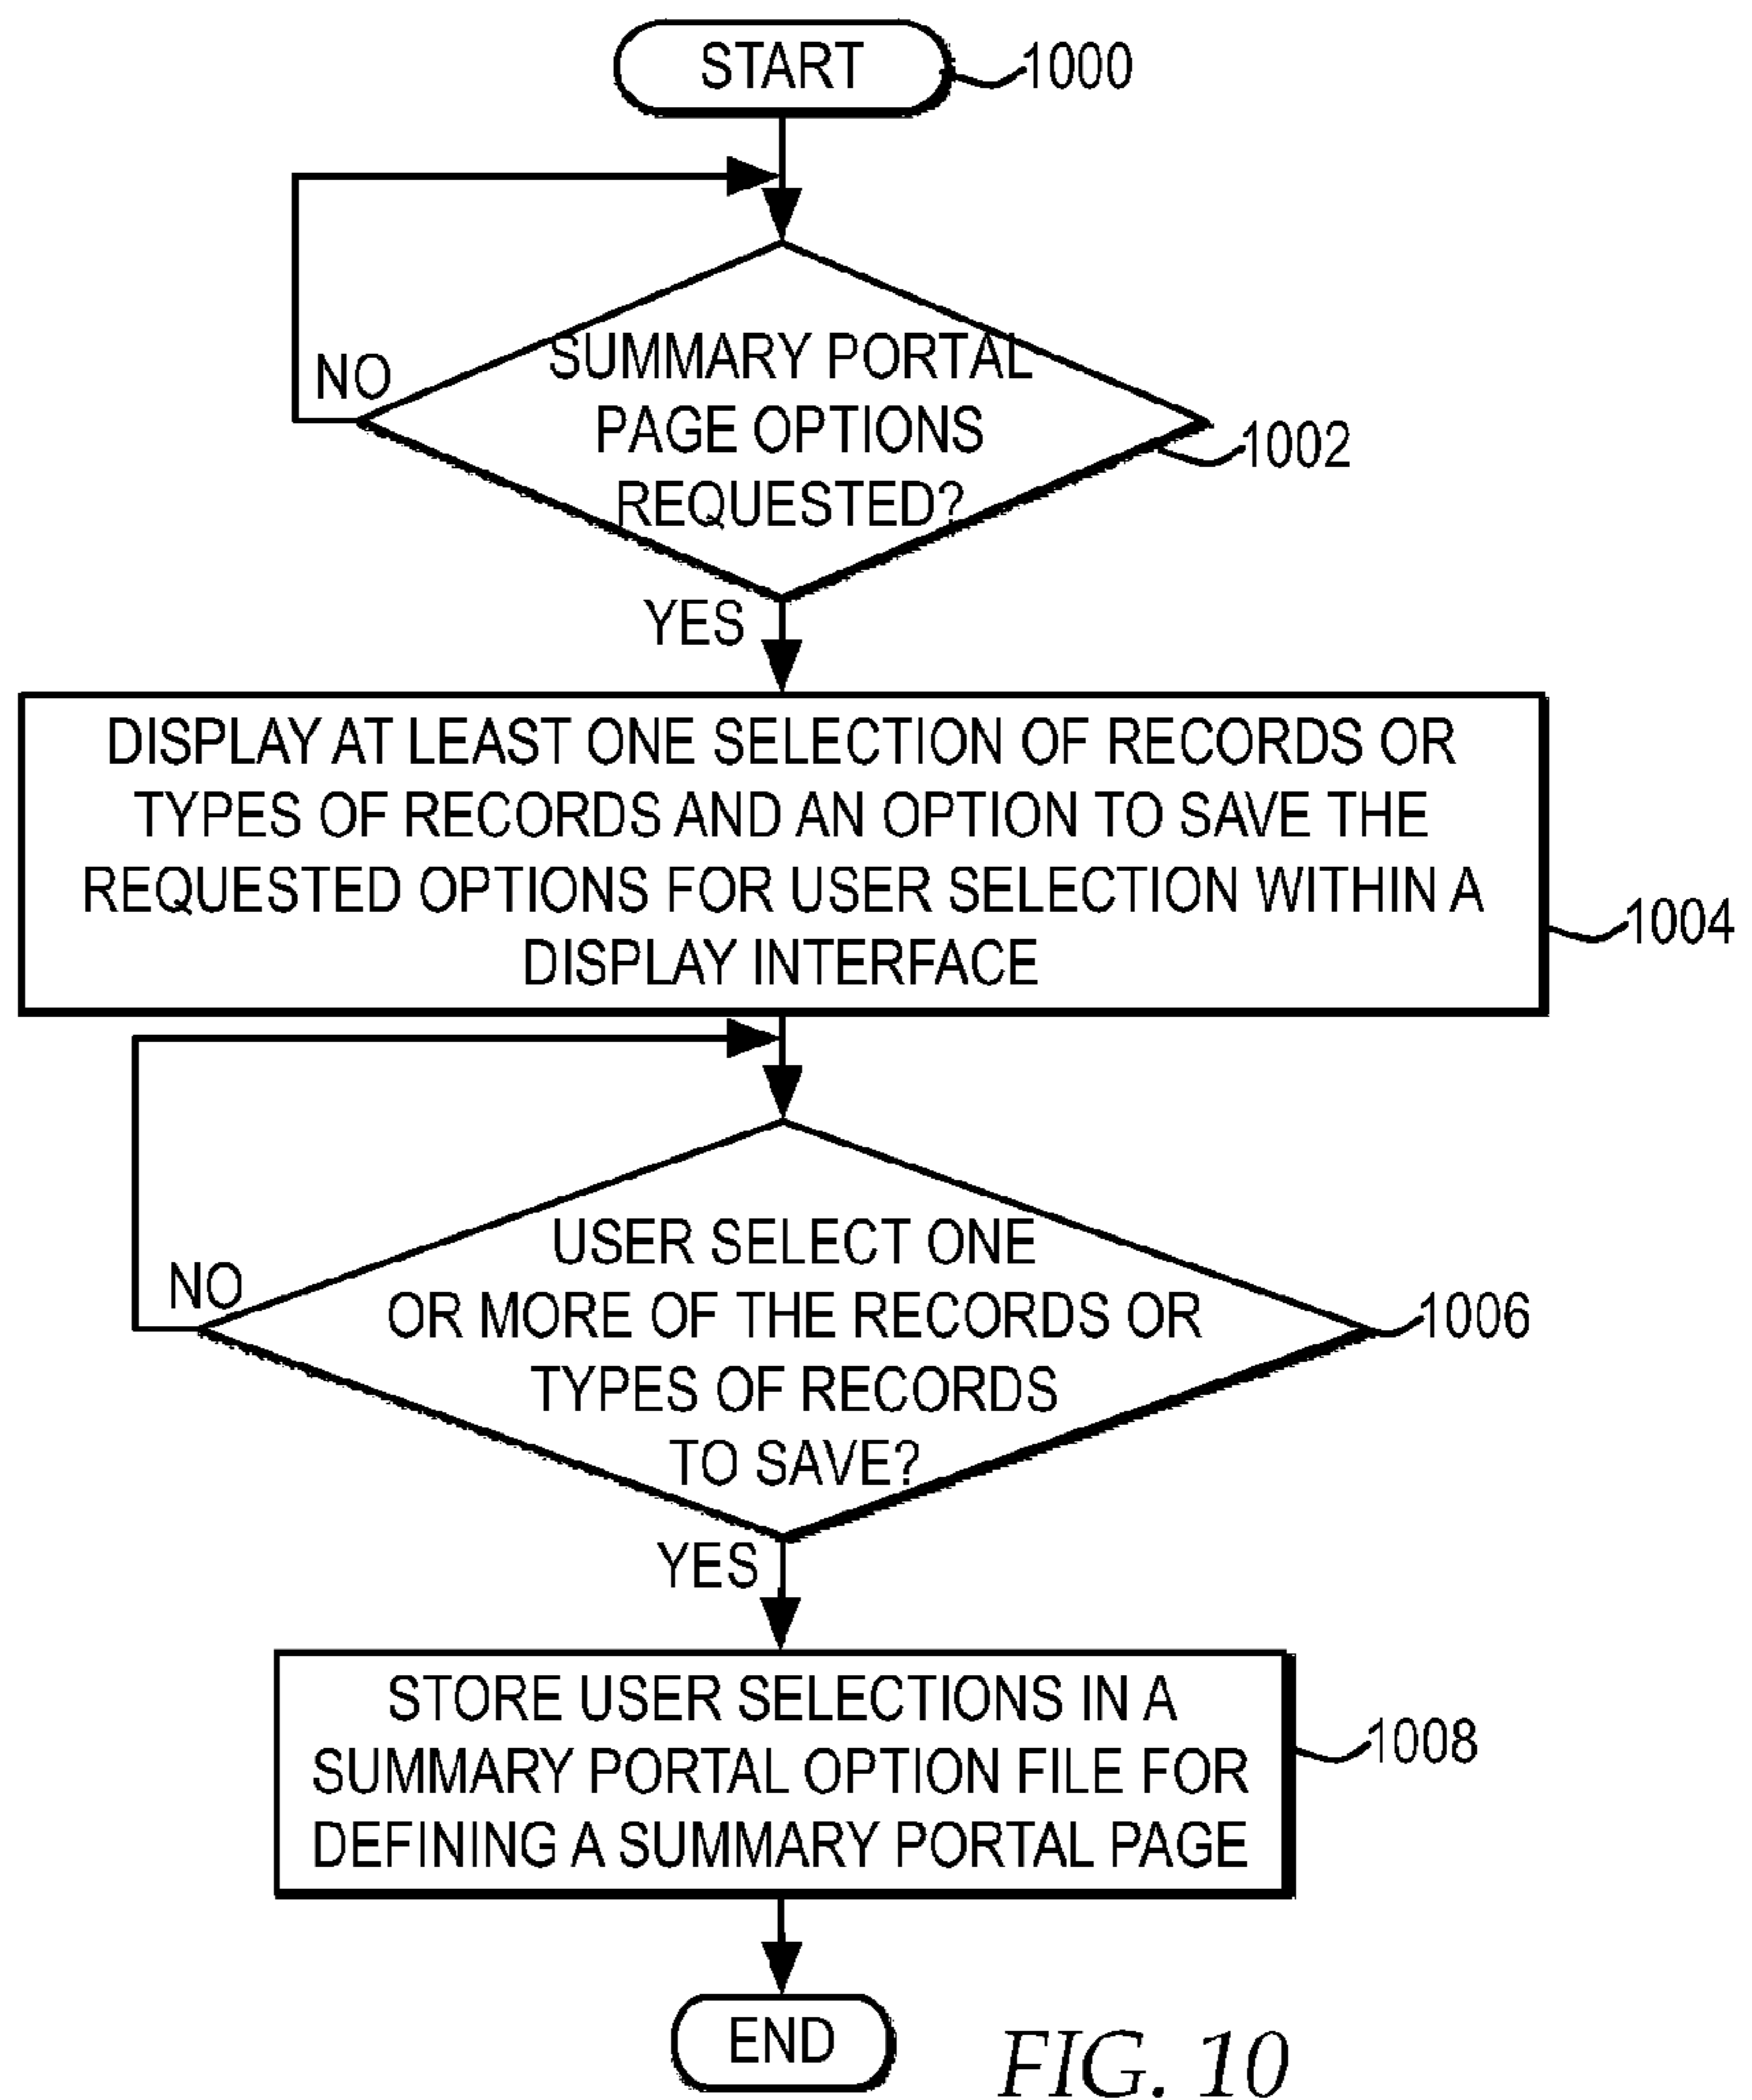 START
1000
SUMMARY PORTAL
PAGE OPTIONS
REQUESTED?
1002
NO
YES
DISPLAY AT LEAST ONE SELECTION OF RECORDS OR
TYPES OF RECORDS AND AN OPTION TO SAVE THE
REQUESTED OPTIONS FOR USER SELECTION WITHIN A
DISPLAY INTERFACE
1004
USER SELECT ONE
OR MORE OF THE RECORDS OR
TYPES OF RECORDS
TO SAVE?
1006
NO
YES
STORE USER SELECTIONS IN A
SUMMARY PORTAL OPTION FILE FOR
DEFINING A SUMMARY PORTAL PAGE
1008
END
FIG. 10